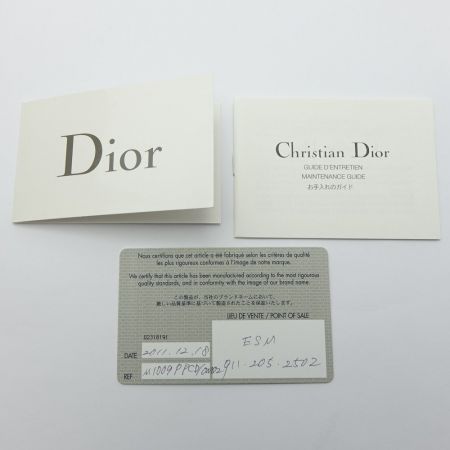 Dior
Christian Dior
GUIDE D'ENTRETIEN
MAINTENANCE GUIDE
お手入れのガイド
Nous certifions que cet article a été fabriqué selon les critères de qualité
les plus rigoureux conformes à l'image de notre marque.
We certify that this article has been manufactured according to the most rigourous
quality standards, and in conformity with the image of our brand name.
この製品が、当社のブランドネームにおいて、
厳しい品質基準に基づいて製造されたことを保証いたします。
02318191
LIEU DE VENTE / POINT OF SALE
ESM
DATE 2011.12.18
REF. M1009PPCD 911-205-2502